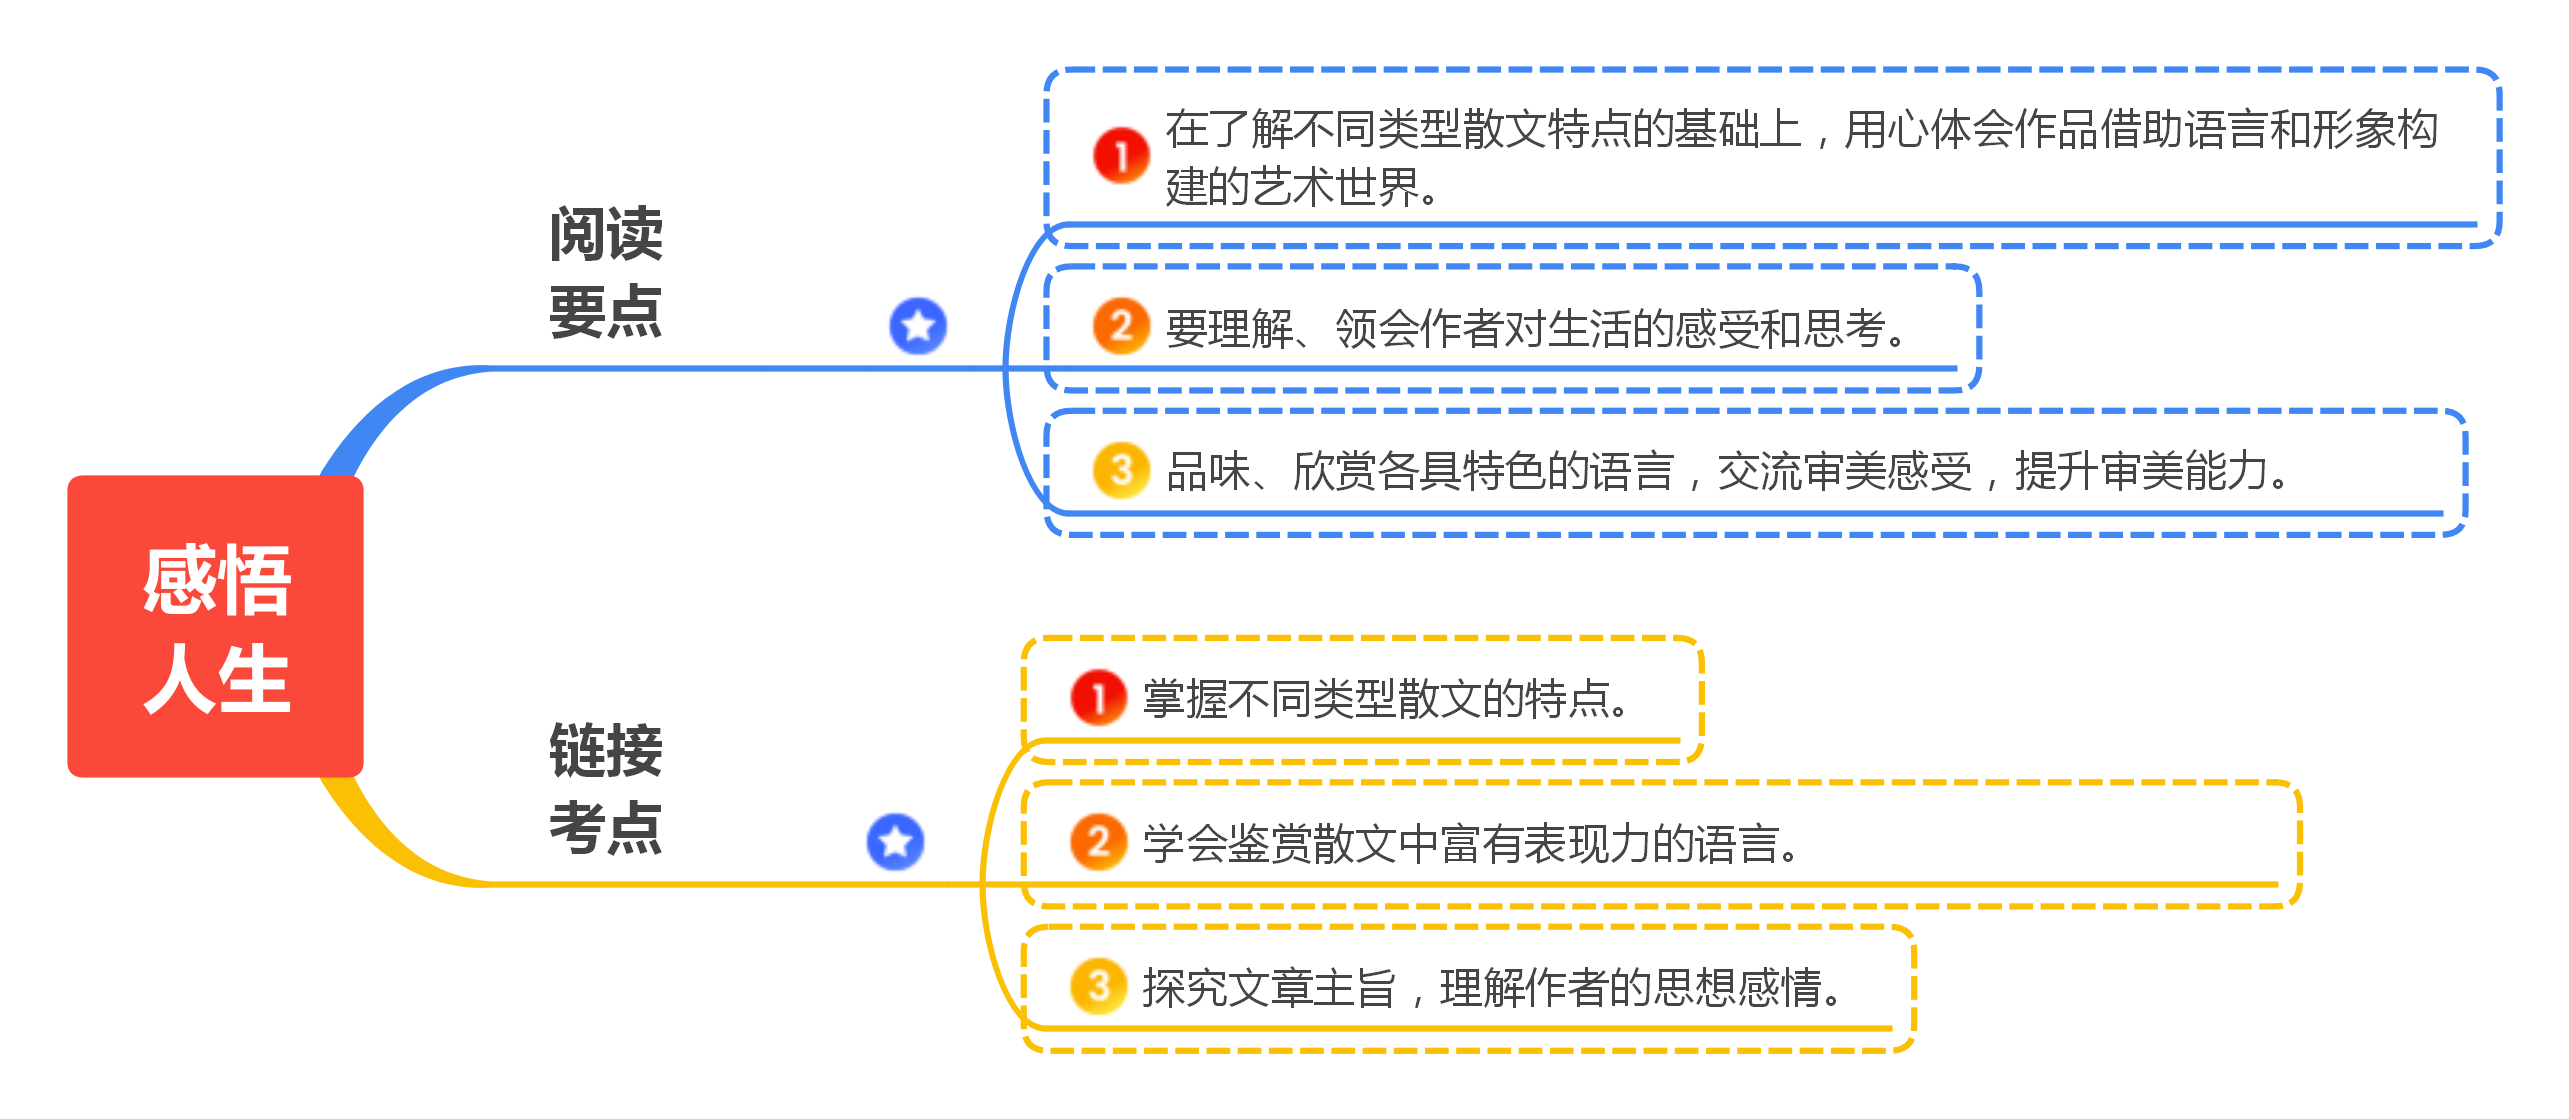 感悟
人生
阅读
要点
1
在了解不同类型散文特点的基础上，用心体会作品借助语言和形象构
建的艺术世界。
2
要理解、领会作者对生活的感受和思考。
3
品味、欣赏各具特色的语言，交流审美感受，提升审美能力。
链接
考点
1
掌握不同类型散文的特点。
2
学会鉴赏散文中富有表现力的语言。
3
探究文章主旨，理解作者的思想感情。